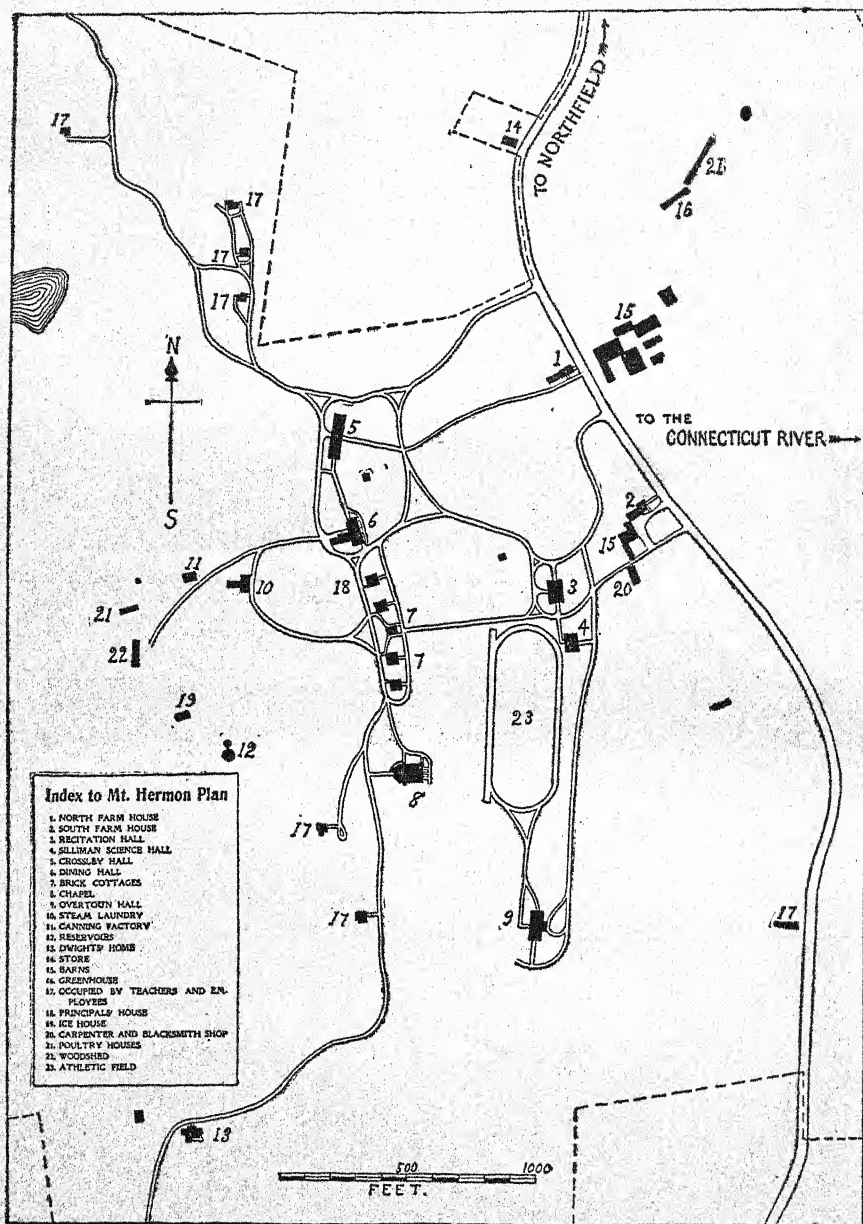 17
TO NORTHFIELD
14
21
16
17
17
17
15
1
N
S
TO THE
CONNECTICUT RIVER
5
6
2
15
20
11
10
18
3
21
22
7
4
7
19
12
23
8
17
17
9
17
13
Index to Mt. Hermon Plan
1. NORTH FARM HOUSE
2. SOUTH FARM HOUSE
3. RECITATION HALL
4. SILLIMAN SCIENCE HALL
5. CROSSLEY HALL
6. DINING HALL
7. BRICK COTTAGES
8. CHAPEL
9. OVERTOUN HALL
10. STEAM LAUNDRY
11. CANNING FACTORY
12. RESERVOIRS
13. DWIGHTS' HOME
14. STORE
15. BARNS
16. GREENHOUSE
17. OCCUPIED BY TEACHERS AND EM-
PLOYEES
18. PRINCIPALS' HOUSE
19. ICE HOUSE
20. CARPENTER AND BLACKSMITH SHOP
21. POULTRY HOUSES
22. WOODSHED
23. ATHLETIC FIELD
500 1000
FEET.